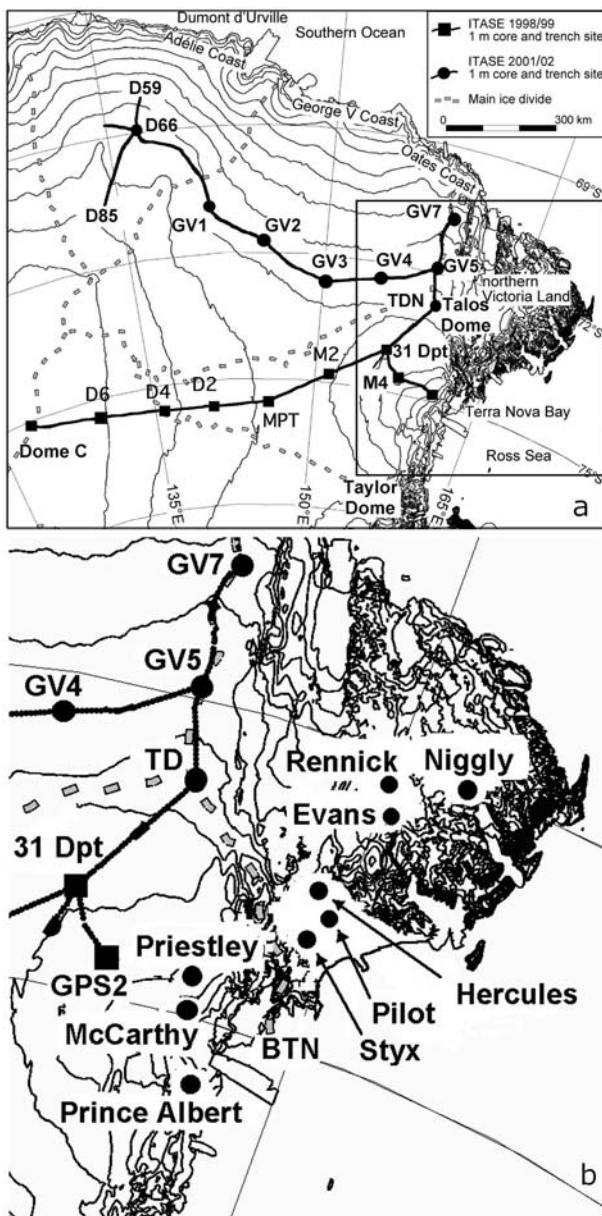 Dumont d'Urville
Southern Ocean
Adélie Coast
ITASE 1998/99
1 m core and trench site
ITASE 2001/02
1 m core and trench site
Main ice divide
0 300 km
D59
D66
George V Coast
Oates Coast
69°S
D85
GV1
GV2
GV7
GV3
GV4
GV5
northern
Victoria Land
TDN
Talos
Dome
72°S
31 Dpt
M2
M4
D6
D4
D2
MPT
Terra Nova Bay
Dome C
Ross Sea
135°E
150°E
Taylor
Dome
165°E
75°S
a
GV7
GV5
GV4
TD
Rennick
Niggly
Evans
31 Dpt
Priestley
Hercules
GPS2
Pilot
McCarthy
BTN
Styx
Prince Albert
b